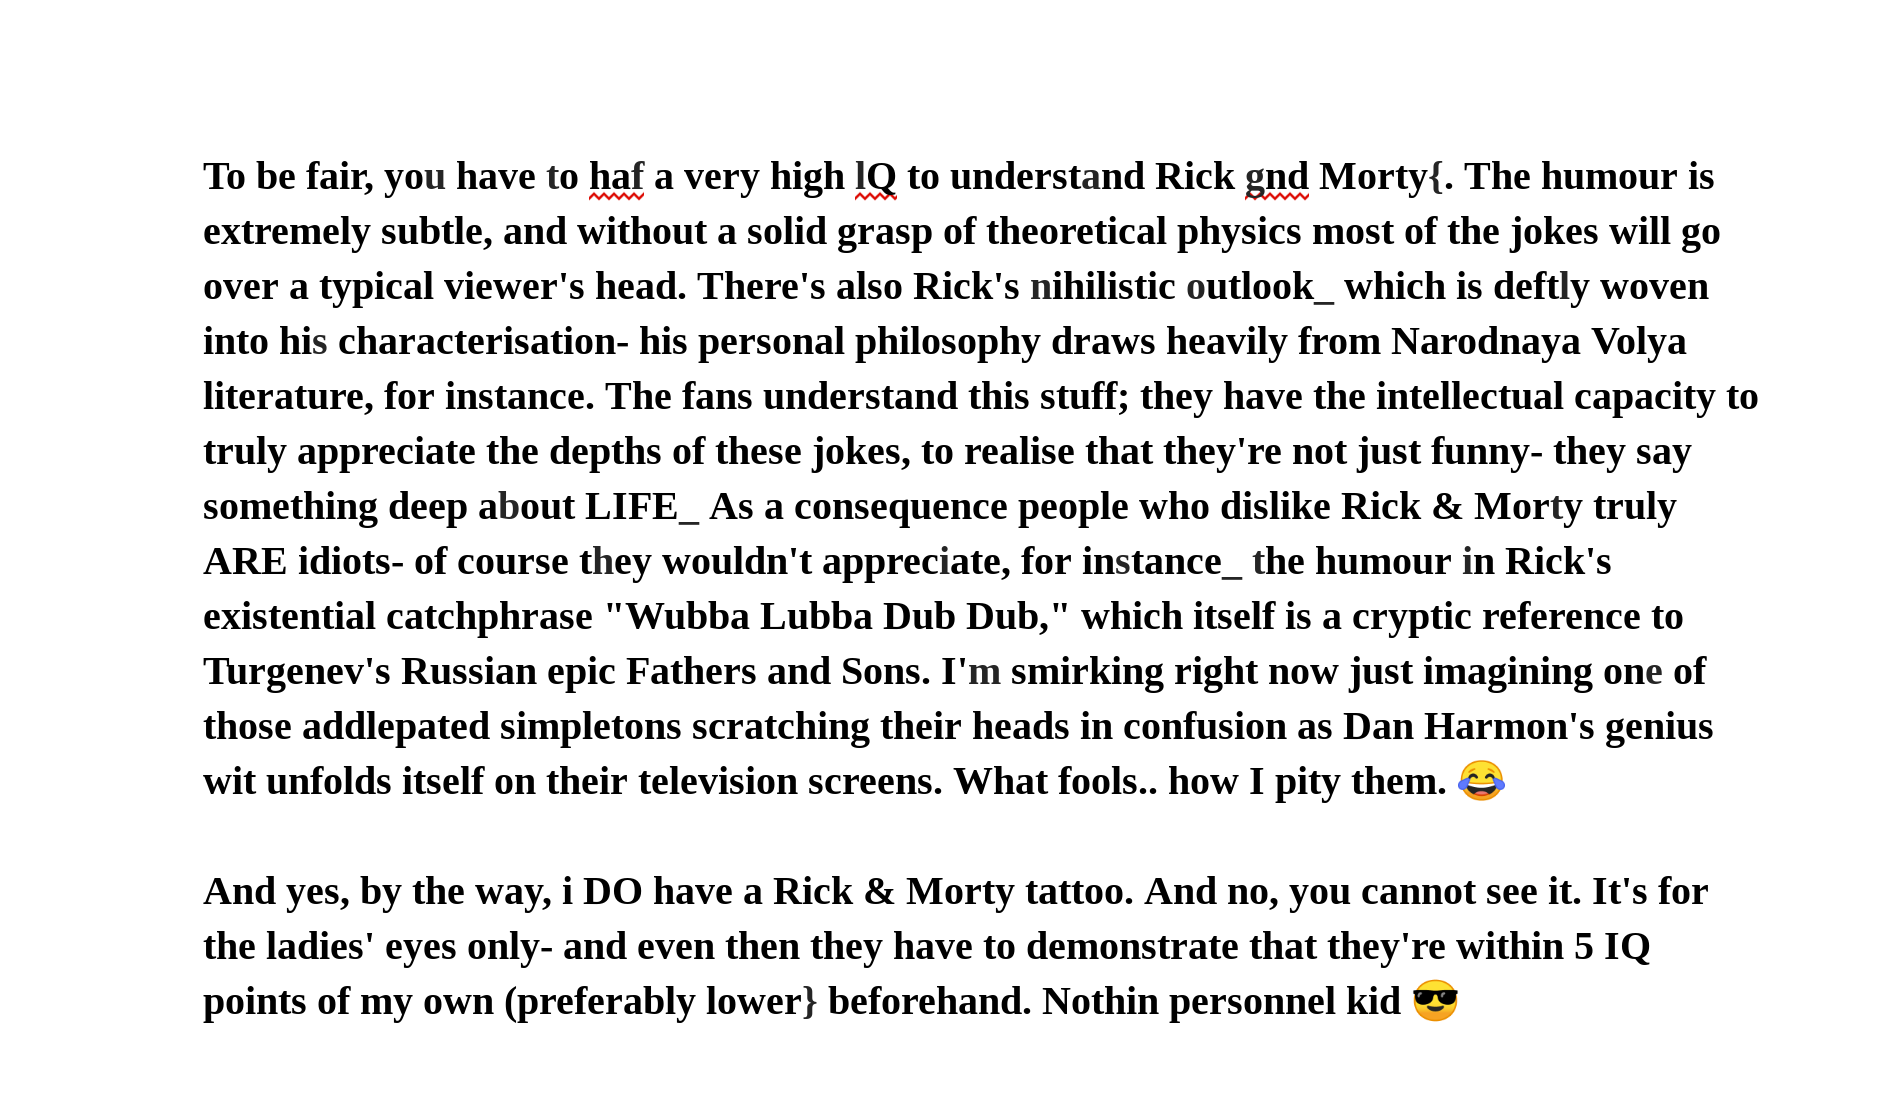 To be fair, you have to haf a very high lQ to understand Rick gnd Morty{. The humour is
extremely subtle, and without a solid grasp of theoretical physics most of the jokes will go
over a typical viewer's head. There's also Rick's nihilistic outlook_ which is deftly woven
into his characterisation- his personal philosophy draws heavily from Narodnaya Volya
literature, for instance. The fans understand this stuff; they have the intellectual capacity to
truly appreciate the depths of these jokes, to realise that they're not just funny- they say
something deep about LIFE_ As a consequence people who dislike Rick & Morty truly
ARE idiots- of course they wouldn't appreciate, for instance_ the humour in Rick's
existential catchphrase "Wubba Lubba Dub Dub," which itself is a cryptic reference to
Turgenev's Russian epic Fathers and Sons. I'm smirking right now just imagining one of
those addlepated simpletons scratching their heads in confusion as Dan Harmon's genius
wit unfolds itself on their television screens. What fools.. how I pity them. 😂
And yes, by the way, i DO have a Rick & Morty tattoo. And no, you cannot see it. It's for
the ladies' eyes only- and even then they have to demonstrate that they're within 5 IQ
points of my own (preferably lower} beforehand. Nothin personnel kid 😎